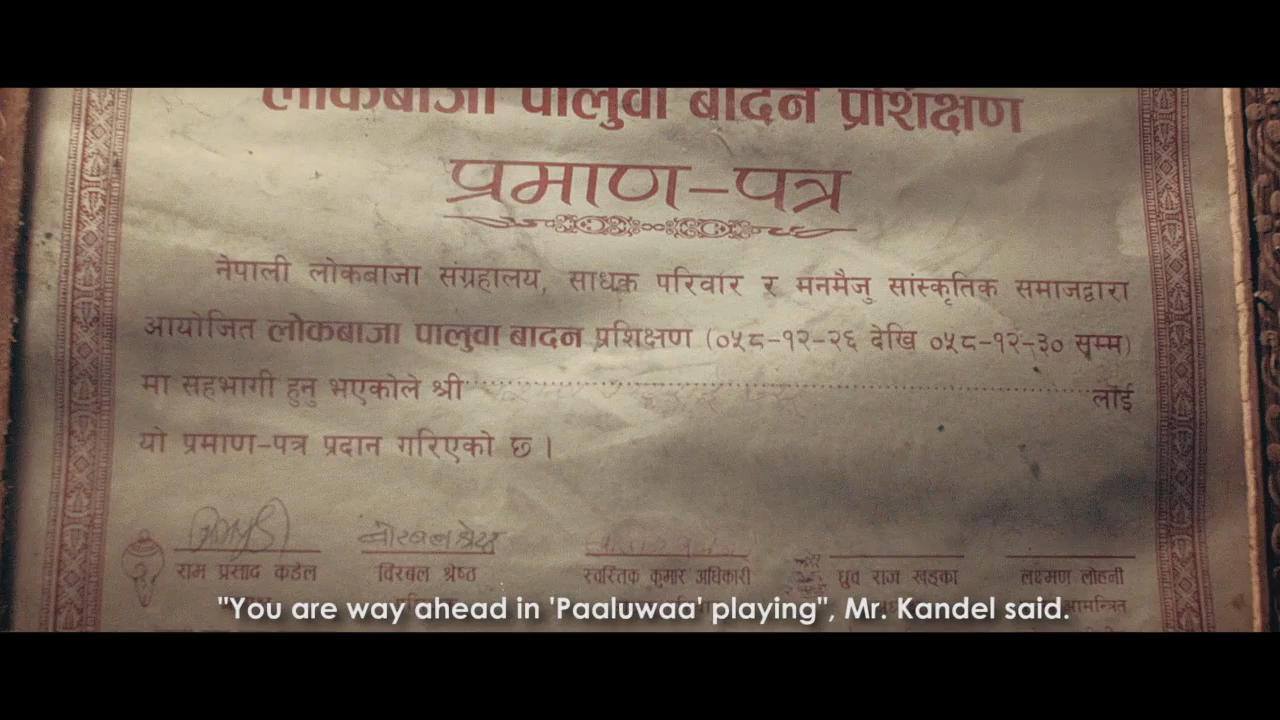 लोकबाजा पालुवा बादन प्रशिक्षण
प्रमाण-पत्र
नेपाली लोकबाजा संग्रहालय, साधक परिवार र मनमैजु सांस्कृतिक समाजद्वारा
आयोजित लोकबाजा पालुवा बादन प्रशिक्षण (०५८-१२-२६ देखि ०५८-१२-३० सम्म)
मा सहभागी हुनु भएकोले श्री लाई
यो प्रमाण-पत्र प्रदान गरिएको छ ।
वीरबल श्रेष्ठ
राम प्रसाद कडेल विरबल श्रेष्ठ स्वस्तिक कुमार अधिकारी ध्रुव राज खड्का लक्ष्मण लोहनी
आमन्त्रित
"You are way ahead in 'Paaluwaa' playing", Mr. Kandel said.